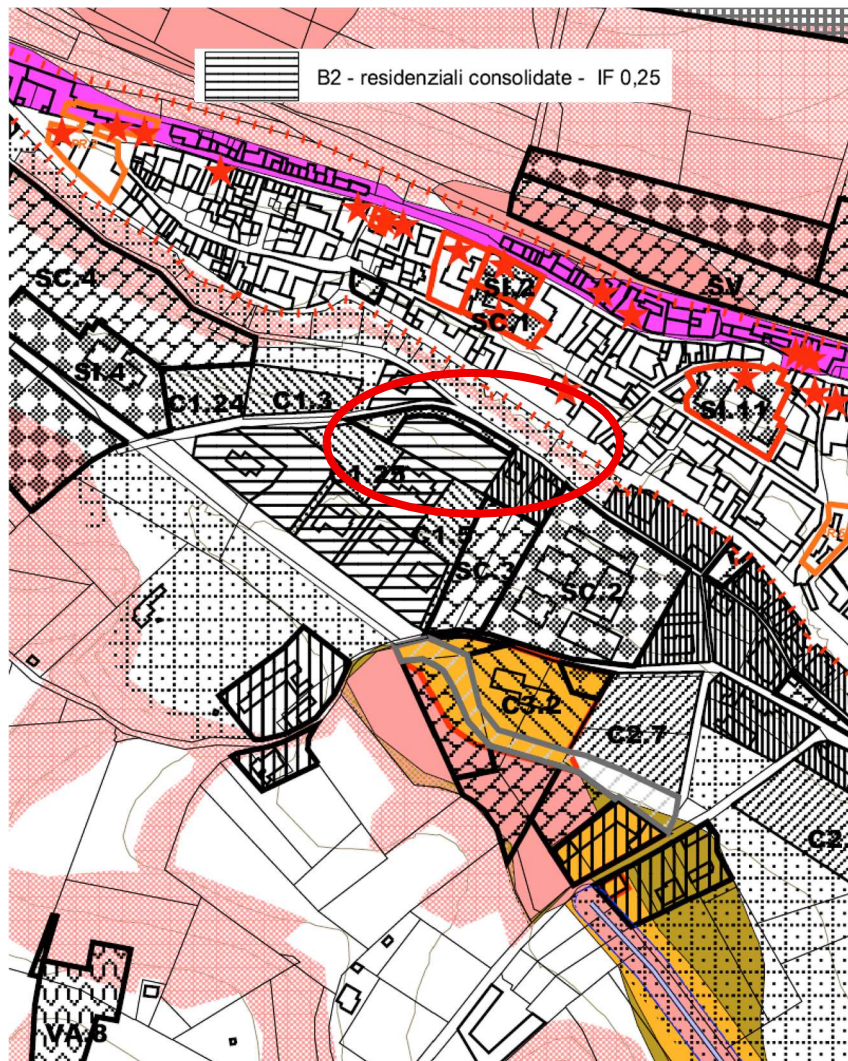 B2 - residenziali consolidate - IF 0,25
SV
SI.2
SC.1
SC.4
SI.4
C1.24
C1.3
SI.11
C1.5
SC.3
SC.2
C3.2
C2.7
C2.
VA.8